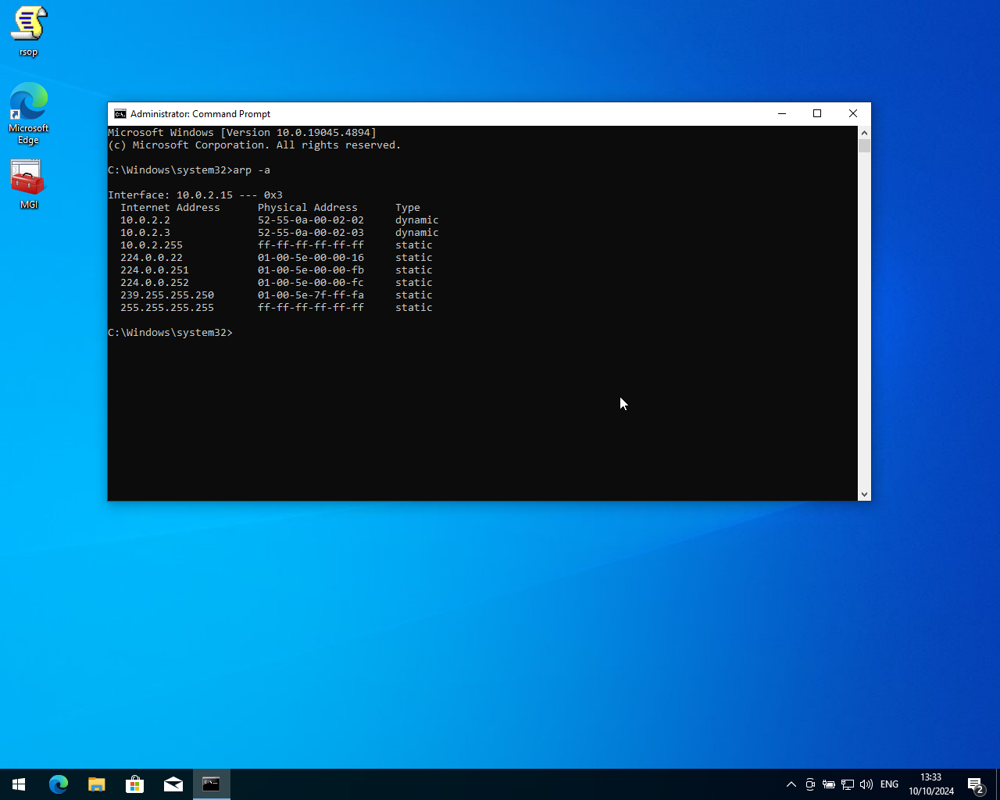 rsop
Microsoft
Edge
MGI
Administrator: Command Prompt
Microsoft Windows [Version 10.0.19045.4894]
(c) Microsoft Corporation. All rights reserved.
C:\Windows\system32>arp -a
Interface: 10.0.2.15 --- 0x3
Internet Address Physical Address Type
10.0.2.2 52-55-0a-00-02-02 dynamic
10.0.2.3 52-55-0a-00-02-03 dynamic
10.0.2.255 ff-ff-ff-ff-ff-ff static
224.0.0.22 01-00-5e-00-00-16 static
224.0.0.251 01-00-5e-00-00-fb static
224.0.0.252 01-00-5e-00-00-fc static
239.255.255.250 01-00-5e-7f-ff-fa static
255.255.255.255 ff-ff-ff-ff-ff-ff static
C:\Windows\system32>
ENG
13:33
10/10/2024
2